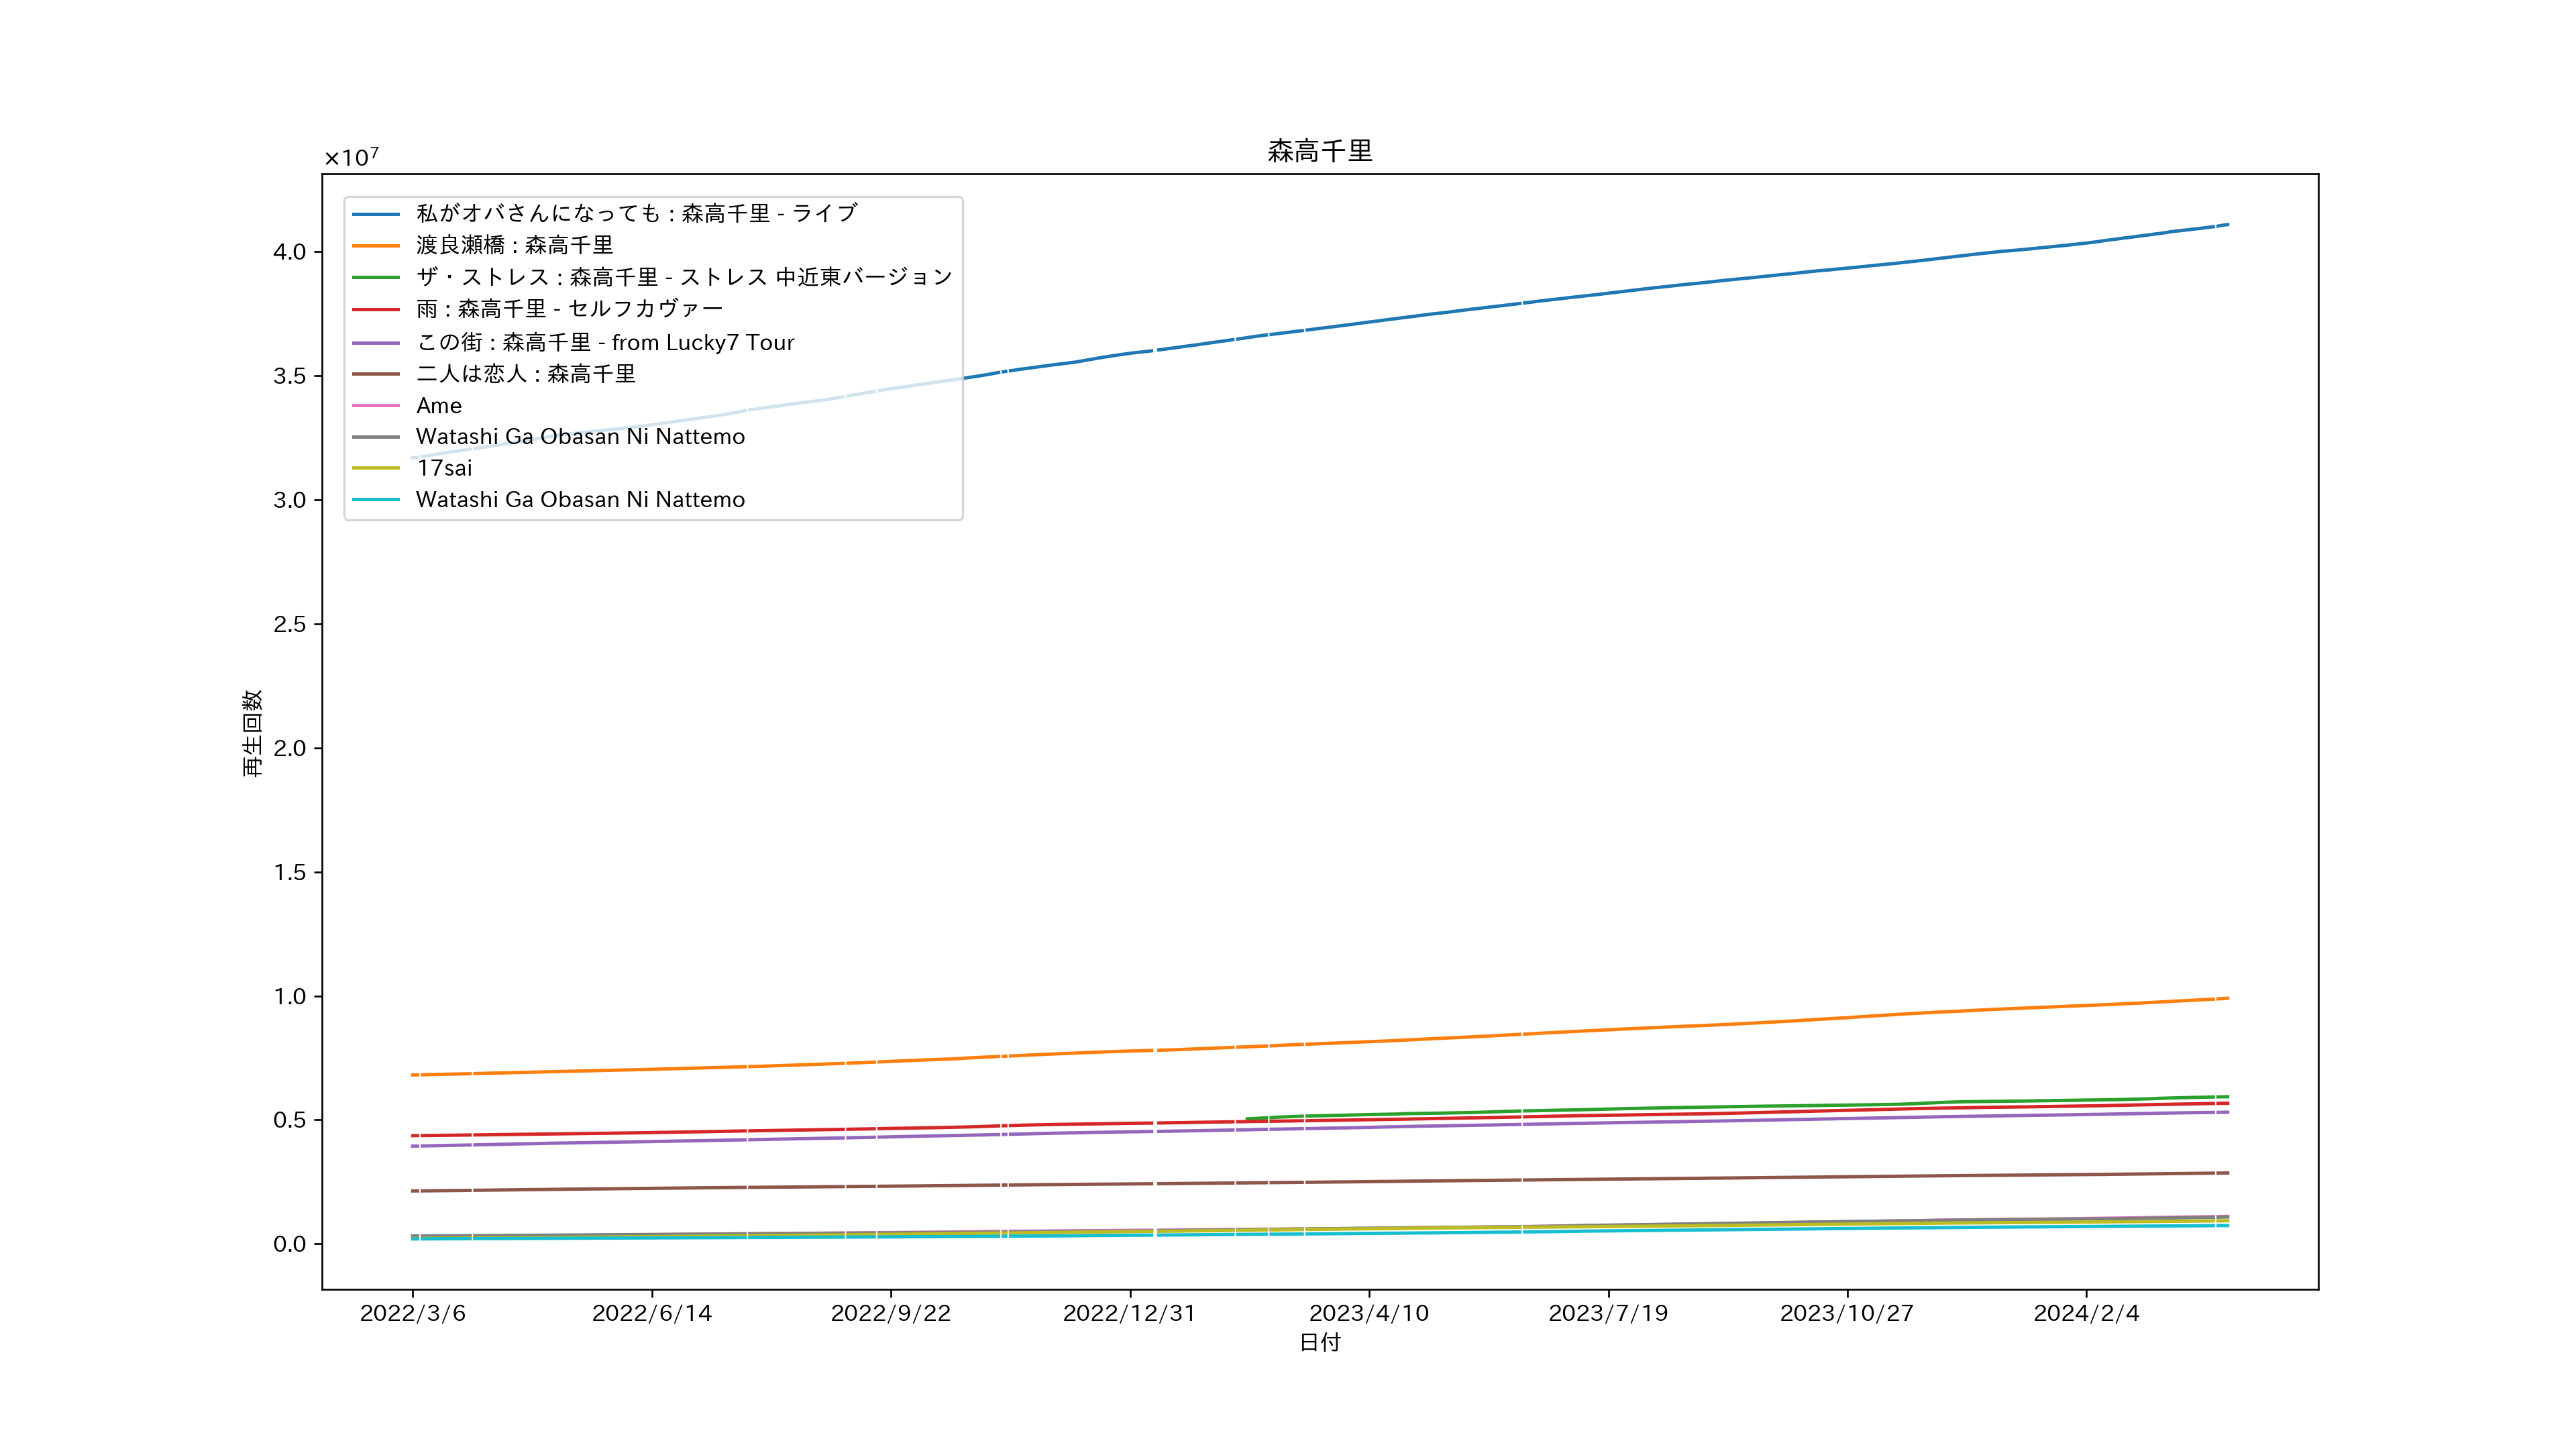 森高千里
×10⁷
私がオバさんになっても : 森高千里 - ライブ
渡良瀬橋 : 森高千里
ザ・ストレス : 森高千里 - ストレス 中近東バージョン
雨 : 森高千里 - セルフカヴァー
この街 : 森高千里 - from Lucky7 Tour
二人は恋人 : 森高千里
Ame
Watashi Ga Obasan Ni Nattemo
17sai
Watashi Ga Obasan Ni Nattemo
4.0
3.5
3.0
2.5
2.0
1.5
1.0
0.5
0.0
再生回数
2022/3/6 2022/6/14 2022/9/22 2022/12/31 2023/4/10 2023/7/19 2023/10/27 2024/2/4
日付